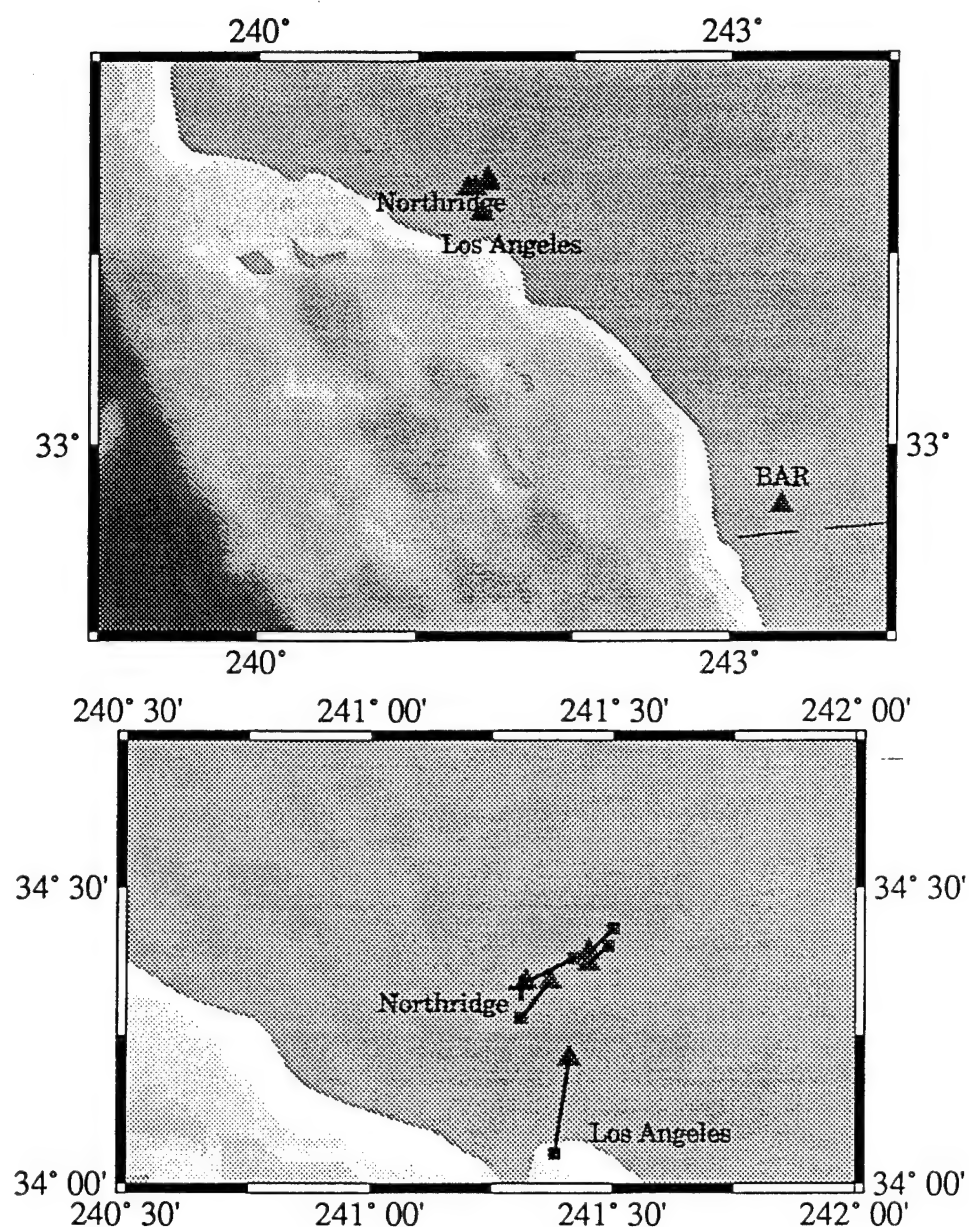 240° 243°
Northridge
Los Angeles
33° 33°
BAR
240° 243°
240° 30' 241° 00' 241° 30' 242° 00'
34° 30' 34° 30'
Northridge
Los Angeles
34° 00' 34° 00'
240° 30' 241° 00' 241° 30' 242° 00'